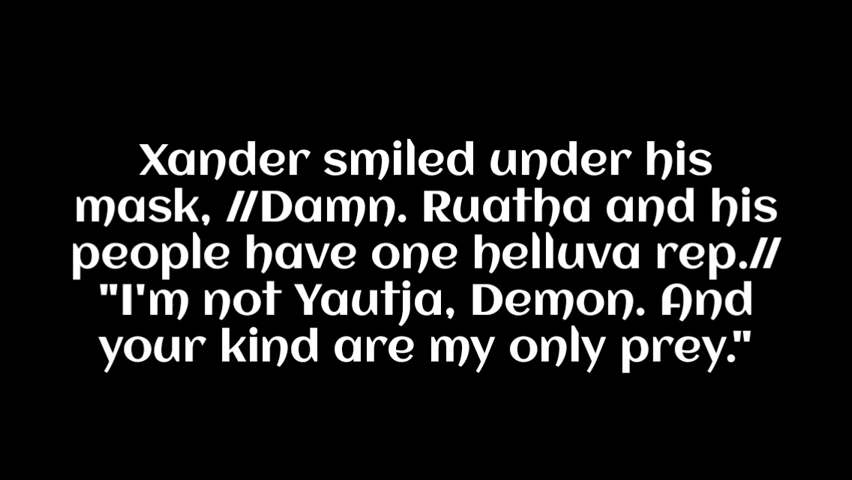 Xander smiled under his
mask, //Damn. Ruatha and his
people have one helluva rep.//
"I'm not Yautja, Demon. And
your kind are my only prey."